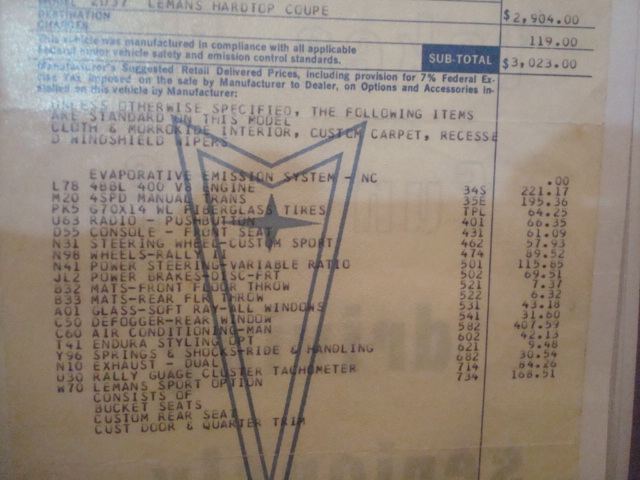 MODEL 2D37 LEMANS HARDTOP COUPE $2,904.00
DESTINATION
CHARGES 119.00
This vehicle was manufactured in compliance with all applicable
Federal motor vehicle safety and emission control standards. SUB-TOTAL $3,023.00
Manufacturer's Suggested Retail Delivered Prices, including provision for 7% Federal Ex-
cise Tax imposed on the sale by Manufacturer to Dealer, on Options and Accessories in-
stalled on this vehicle by Manufacturer:
UNLESS OTHERWISE SPECIFIED, THE FOLLOWING ITEMS
ARE STANDARD ON THIS MODEL
CLOTH & MORROKIDE INTERIOR, CUSTOM CARPET, RECESSE
D WINDSHIELD WIPERS
EVAPORATIVE EMISSION SYSTEM - NC .00
L78 4BBL 400 V8 ENGINE 34S 221.17
M20 4SPD MANUAL TRANS 35E 195.36
PK5 G70X14 WL FIBERGLASS TIRES TPL 64.25
U63 RADIO - PUSHBUTTON 401 66.35
D55 CONSOLE - FRONT SEAT 431 61.09
N31 STEERING WHEEL-CUSTOM SPORT 462 57.93
N98 WHEELS-RALLY II 474 89.52
N41 POWER STEERING-VARIABLE RATIO 501 115.85
JL2 POWER BRAKES-DISC-FRT 502 69.51
B32 MATS-FRONT FLOOR THROW 521 7.37
B33 MATS-REAR FLR THROW 522 6.32
A01 GLASS-SOFT RAY-ALL WINDOWS 531 43.18
C50 DEFOGGER-REAR WINDOW 541 31.60
C60 AIR CONDITIONING-MAN 582 407.59
T41 ENDURA STYLING OPT 602 42.13
Y96 SPRINGS & SHOCKS-RIDE & HANDLING 621 9.48
N10 EXHAUST - DUAL 682 30.54
U30 RALLY GUAGE CLUSTER TACHOMETER 714 84.26
W70 LEMANS SPORT OPTION 734 168.51
CONSISTS OF
BUCKET SEATS
CUSTOM REAR SEAT
CUST DOOR & QUARTER TRIM